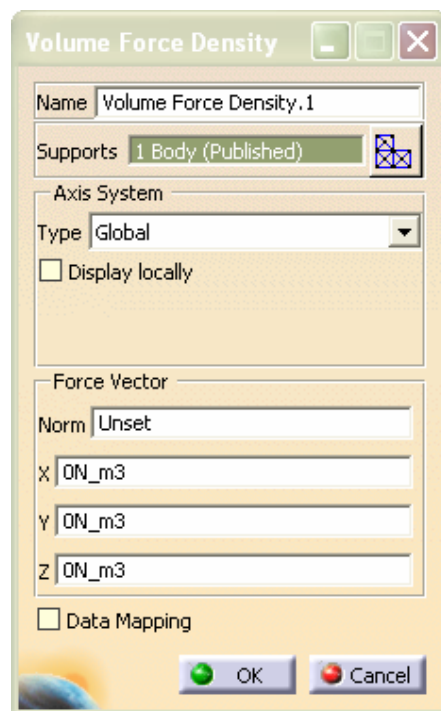 Volume Force Density
Name Volume Force Density.1
Supports 1 Body (Published)
Axis System
Type Global
Display locally
Force Vector
Norm Unset
X 0N_m3
Y 0N_m3
Z 0N_m3
Data Mapping
OK Cancel